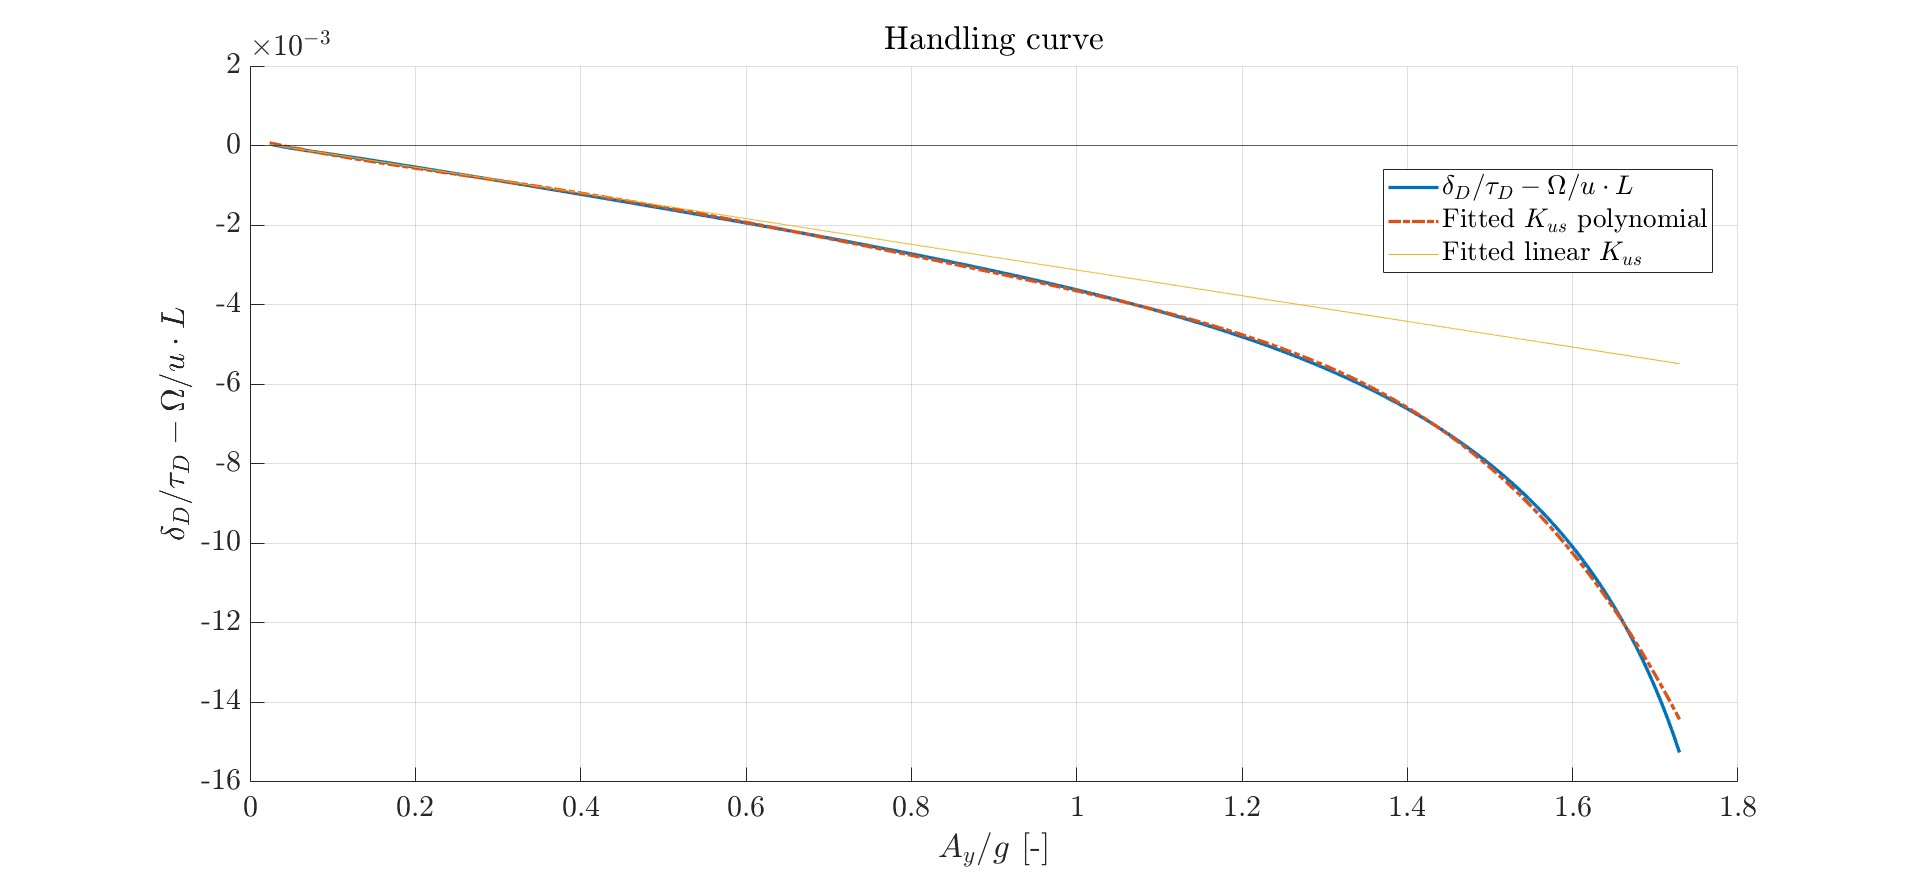 Handling curve
×10⁻³
2
0
-2
-4
-6
-8
-10
-12
-14
-16
δ_D/τ_D − Ω/u · L
δ_D/τ_D − Ω/u · L
Fitted K_us polynomial
Fitted linear K_us
0 0.2 0.4 0.6 0.8 1 1.2 1.4 1.6 1.8
A_y/g [-]